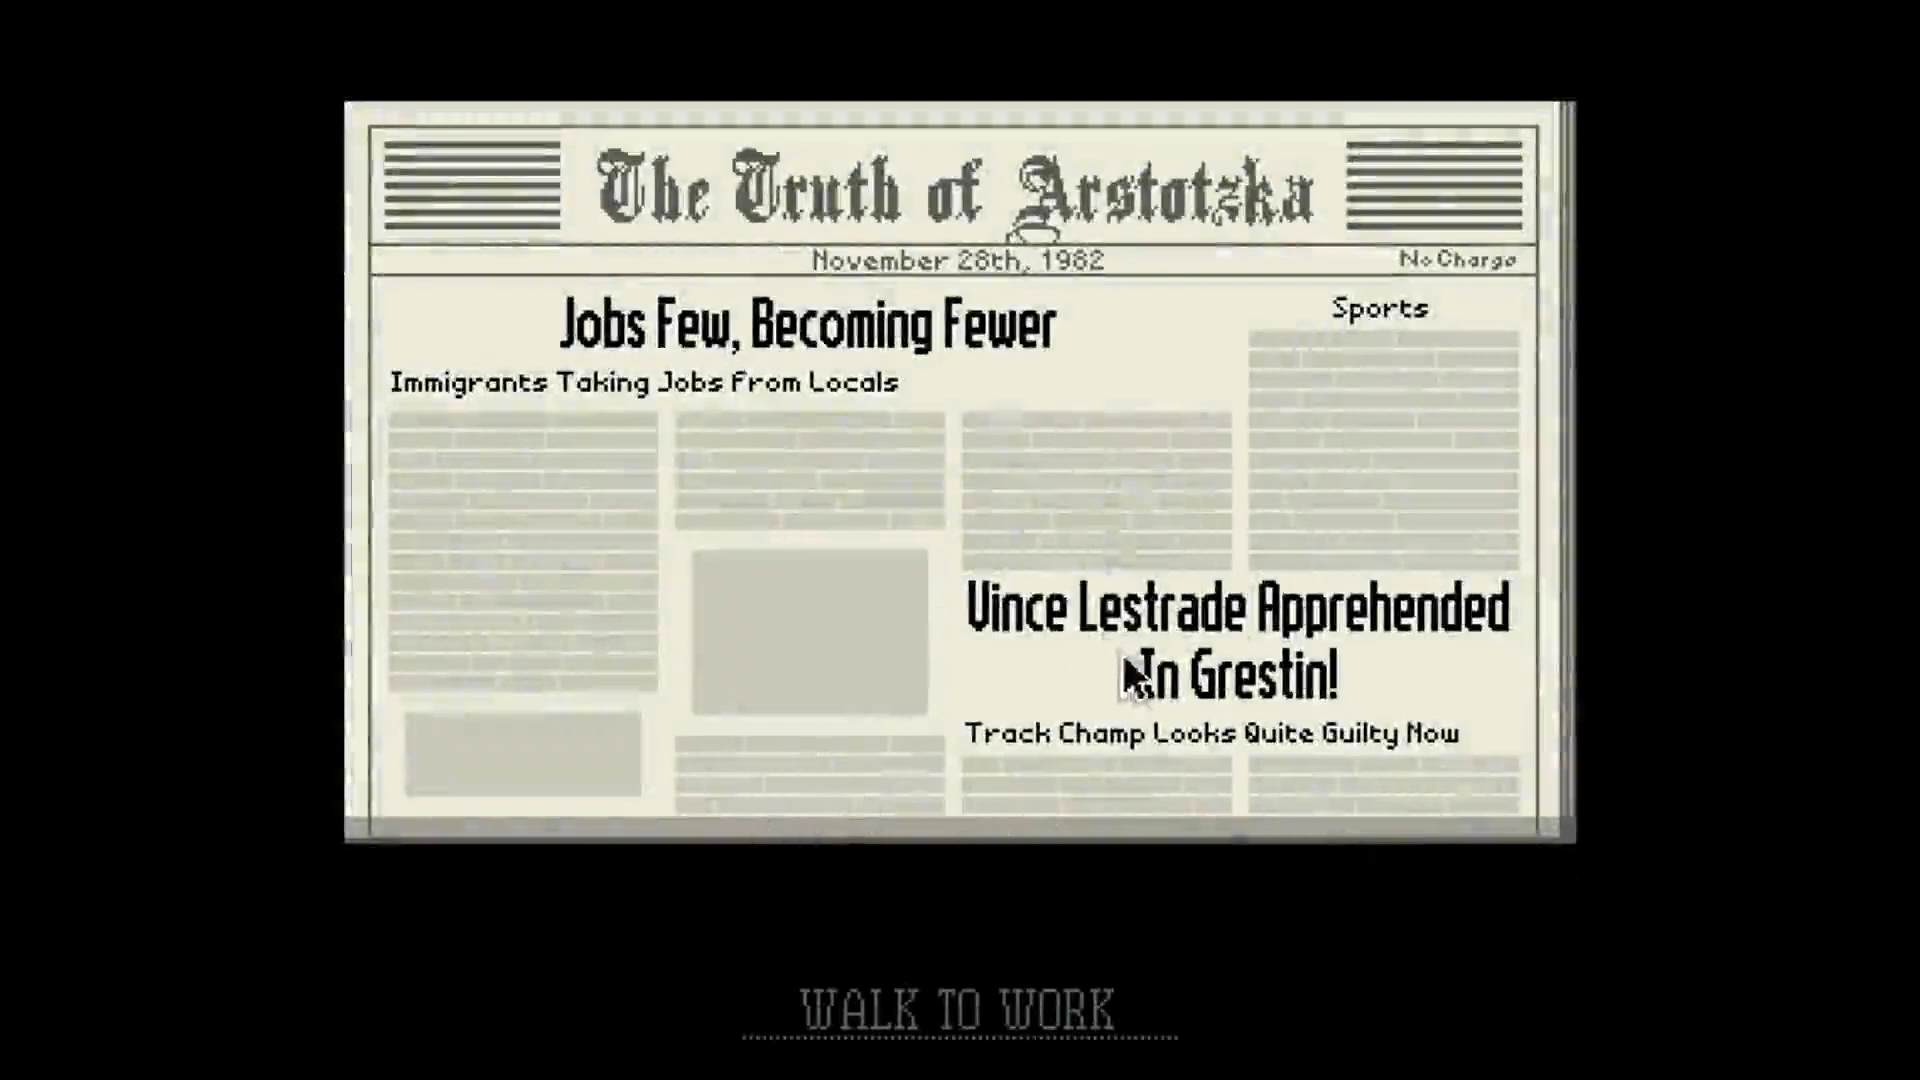 The Truth of Arstotzka
November 28th, 1982
No Charge
Jobs Few, Becoming Fewer
Immigrants Taking Jobs From Locals
Sports
Vince Lestrade Apprehended
In Grestin!
Track Champ Looks Quite Guilty Now
WALK TO WORK